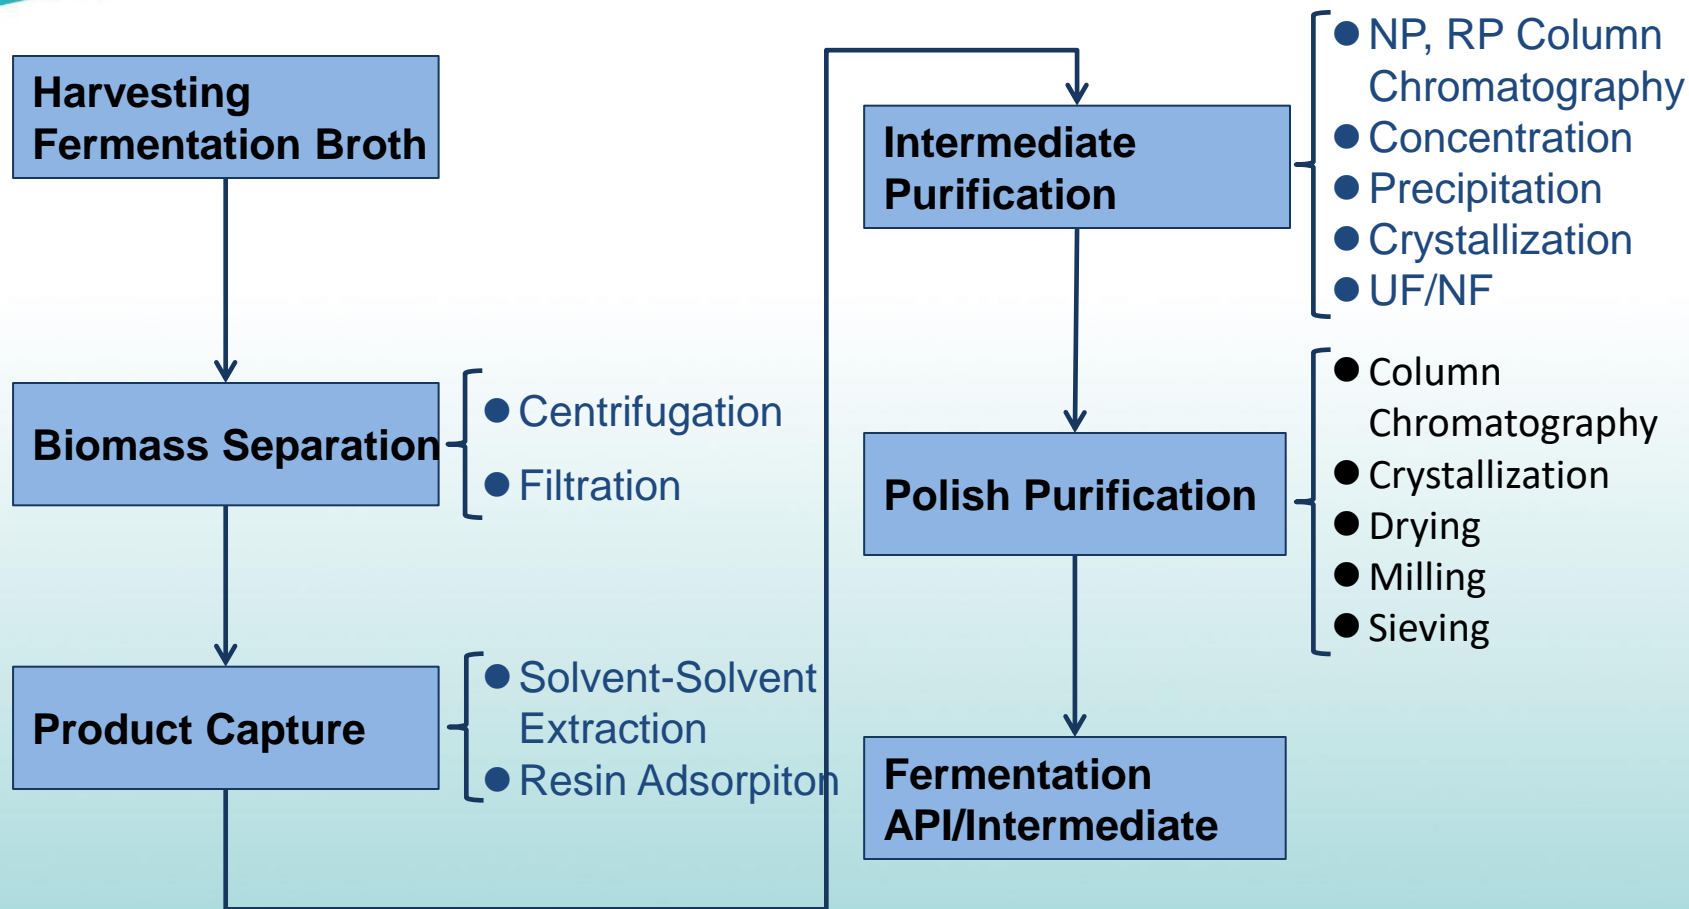 Harvesting
Fermentation Broth
Biomass Separation
● Centrifugation
● Filtration
Product Capture
● Solvent-Solvent
Extraction
● Resin Adsorpiton
Intermediate
Purification
● NP, RP Column
Chromatography
● Concentration
● Precipitation
● Crystallization
● UF/NF
Polish Purification
● Column
Chromatography
● Crystallization
● Drying
● Milling
● Sieving
Fermentation
API/Intermediate